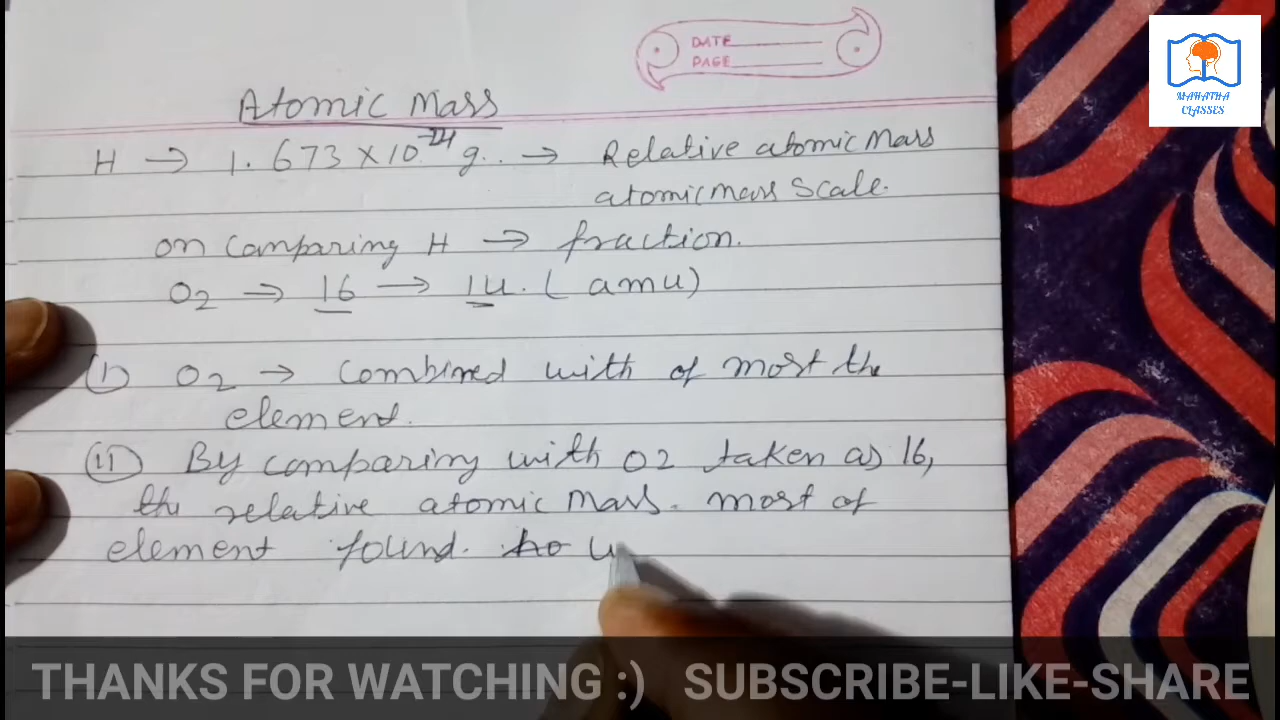 DATE
PAGE
MAHATHA
CLASSES
Atomic Mass
H → 1.673 × 10⁻²⁴ g. → Relative atomic Mass
atomic mass scale.
on comparing H → fraction.
O₂ → 16 → 1u. ( amu)
(i) O₂ → Combined with of most the
element.
(ii) By comparing with O2 taken as 16,
the relative atomic Mass. most of
element found.
THANKS FOR WATCHING :) SUBSCRIBE-LIKE-SHARE